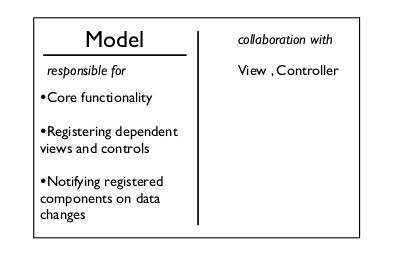 Model
responsible for
•Core functionality
•Registering dependent
views and controls
•Notifying registered
components on data
changes
collaboration with
View , Controller